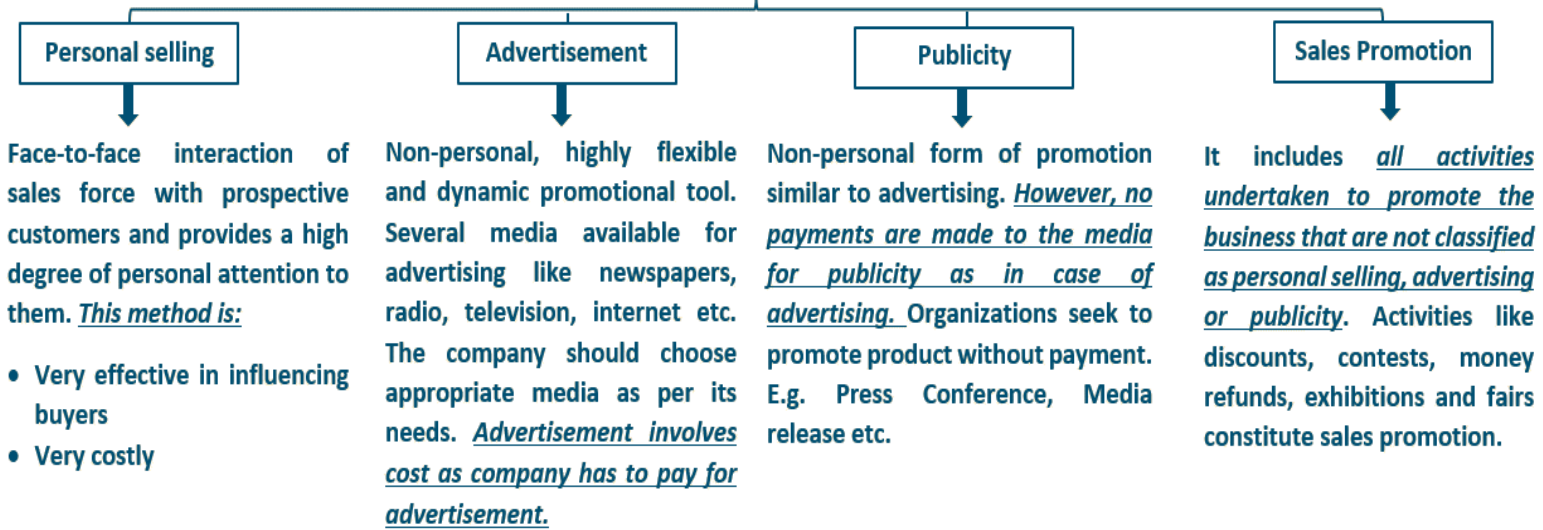 Personal selling
Face-to-face interaction of
sales force with prospective
customers and provides a high
degree of personal attention to
them. This method is:
• Very effective in influencing
buyers
• Very costly
Advertisement
Non-personal, highly flexible
and dynamic promotional tool.
Several media available for
advertising like newspapers,
radio, television, internet etc.
The company should choose
appropriate media as per its
needs. Advertisement involves
cost as company has to pay for
advertisement.
Publicity
Non-personal form of promotion
similar to advertising. However, no
payments are made to the media
for publicity as in case of
advertising. Organizations seek to
promote product without payment.
E.g. Press Conference, Media
release etc.
Sales Promotion
It includes all activities
undertaken to promote the
business that are not classified
as personal selling, advertising
or publicity. Activities like
discounts, contests, money
refunds, exhibitions and fairs
constitute sales promotion.